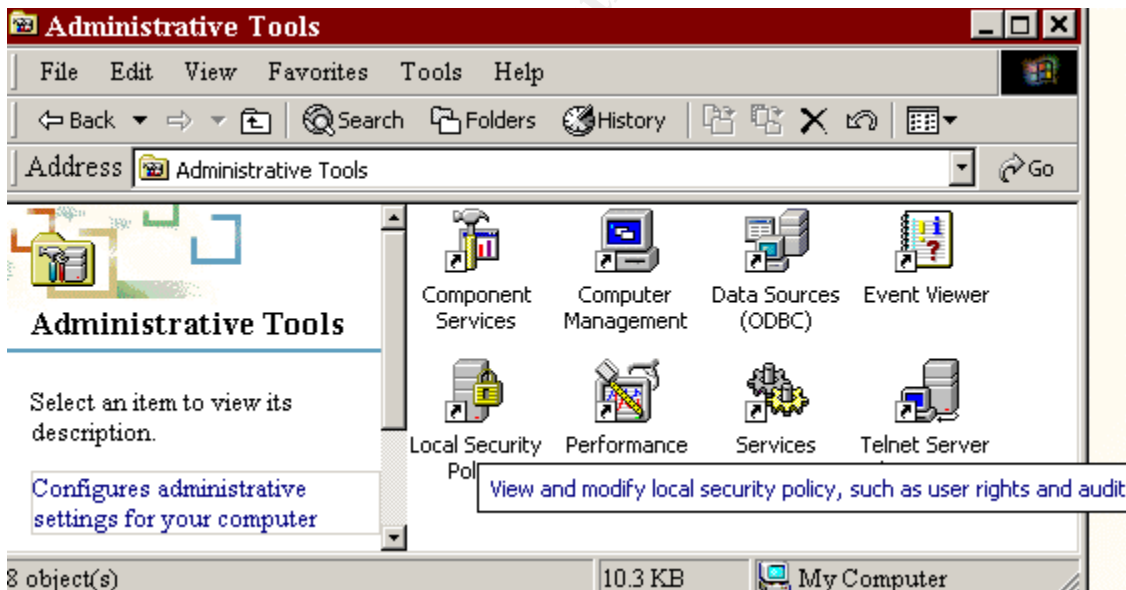 Administrative Tools
File Edit View Favorites Tools Help
Back Search Folders History
Address Administrative Tools Go
Administrative Tools
Select an item to view its
description.
Configures administrative
settings for your computer
Component
Services
Computer
Management
Data Sources
(ODBC)
Event Viewer
Local Security
Pol
Performance
Services
Telnet Server
View and modify local security policy, such as user rights and audit
8 object(s) 10.3 KB My Computer